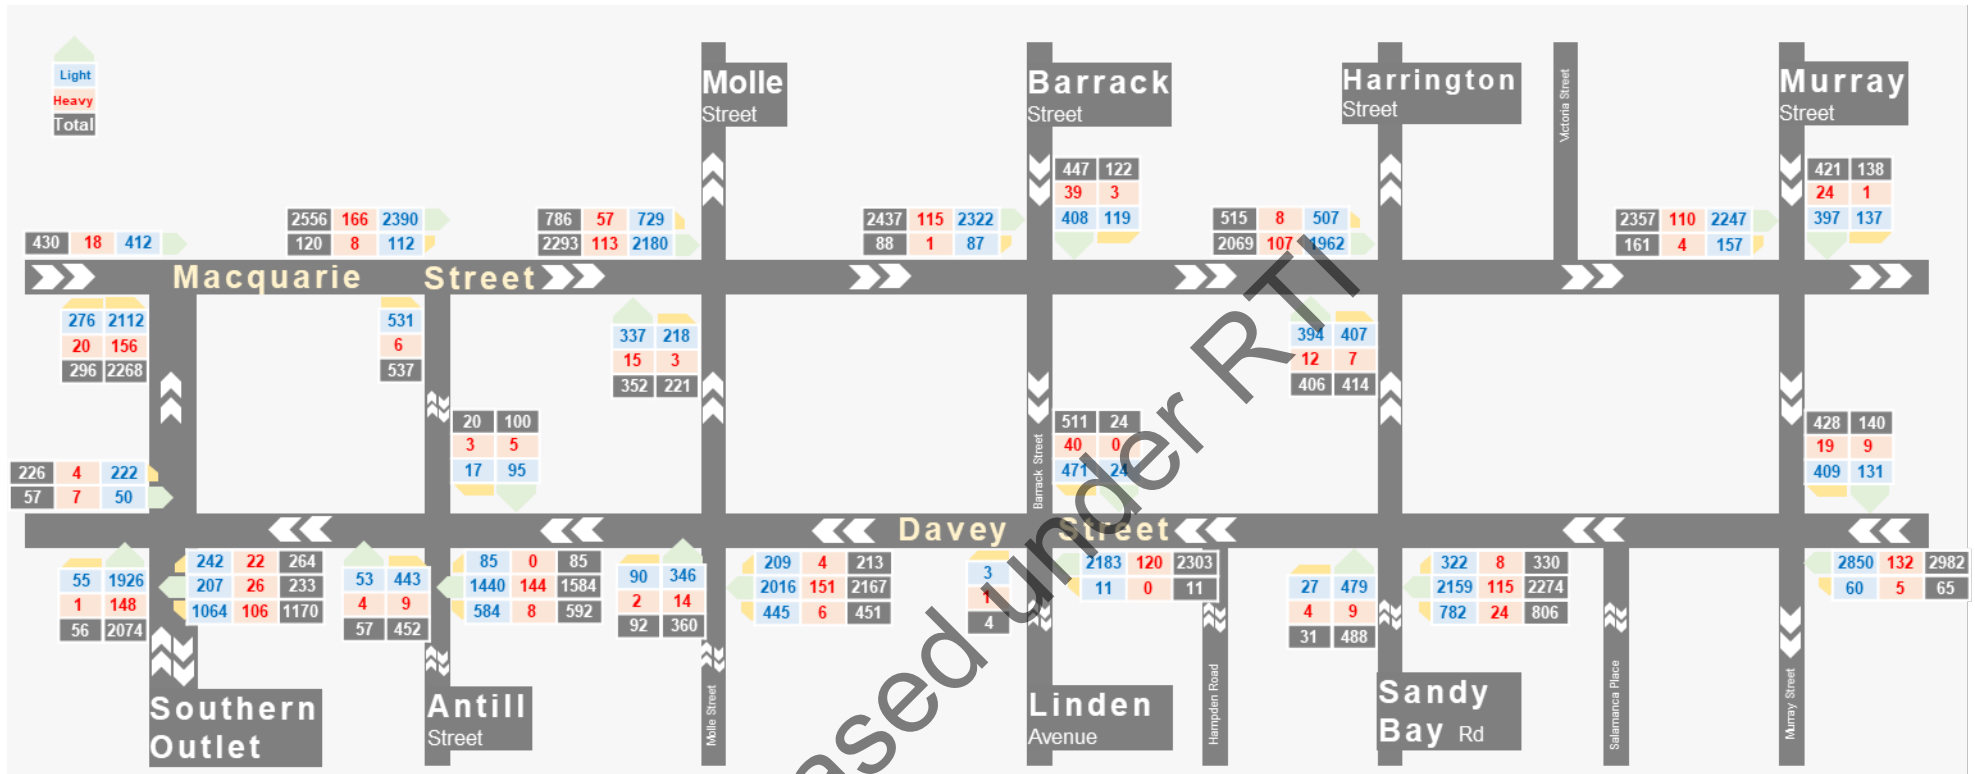 Light
Heavy
Total
Molle
Street
Barrack
Street
Harrington
Street
Victoria Street
Murray
Street
447 122
39 3
408 119
421 138
24 1
397 137
430 18 412
2556 166 2390
120 8 112
786 57 729
2293 113 2180
2437 115 2322
88 1 87
515 8 507
2069 107 1962
2357 110 2247
161 4 157
Macquarie Street
276 2112
20 156
296 2268
531
6
537
337 218
15 3
352 221
394 407
12 7
406 414
20 100
3 5
17 95
511 24
40 0
471 24
428 140
19 9
409 131
Barrack Street
226 4 222
57 7 50
Davey Street
55 1926
1 148
56 2074
242 22 264
207 26 233
1064 106 1170
53 443
4 9
57 452
85 0 85
1440 144 1584
584 8 592
90 346
2 14
92 360
209 4 213
2016 151 2167
445 6 451
3
1
4
2183 120 2303
11 0 11
27 479
4 9
31 488
322 8 330
2159 115 2274
782 24 806
2850 132 2982
60 5 65
Southern
Outlet
Antill
Street
Molle Street
Linden
Avenue
Hampden Road
Sandy
Bay Rd
Salamanca Place
Murray Street
ased under RTI